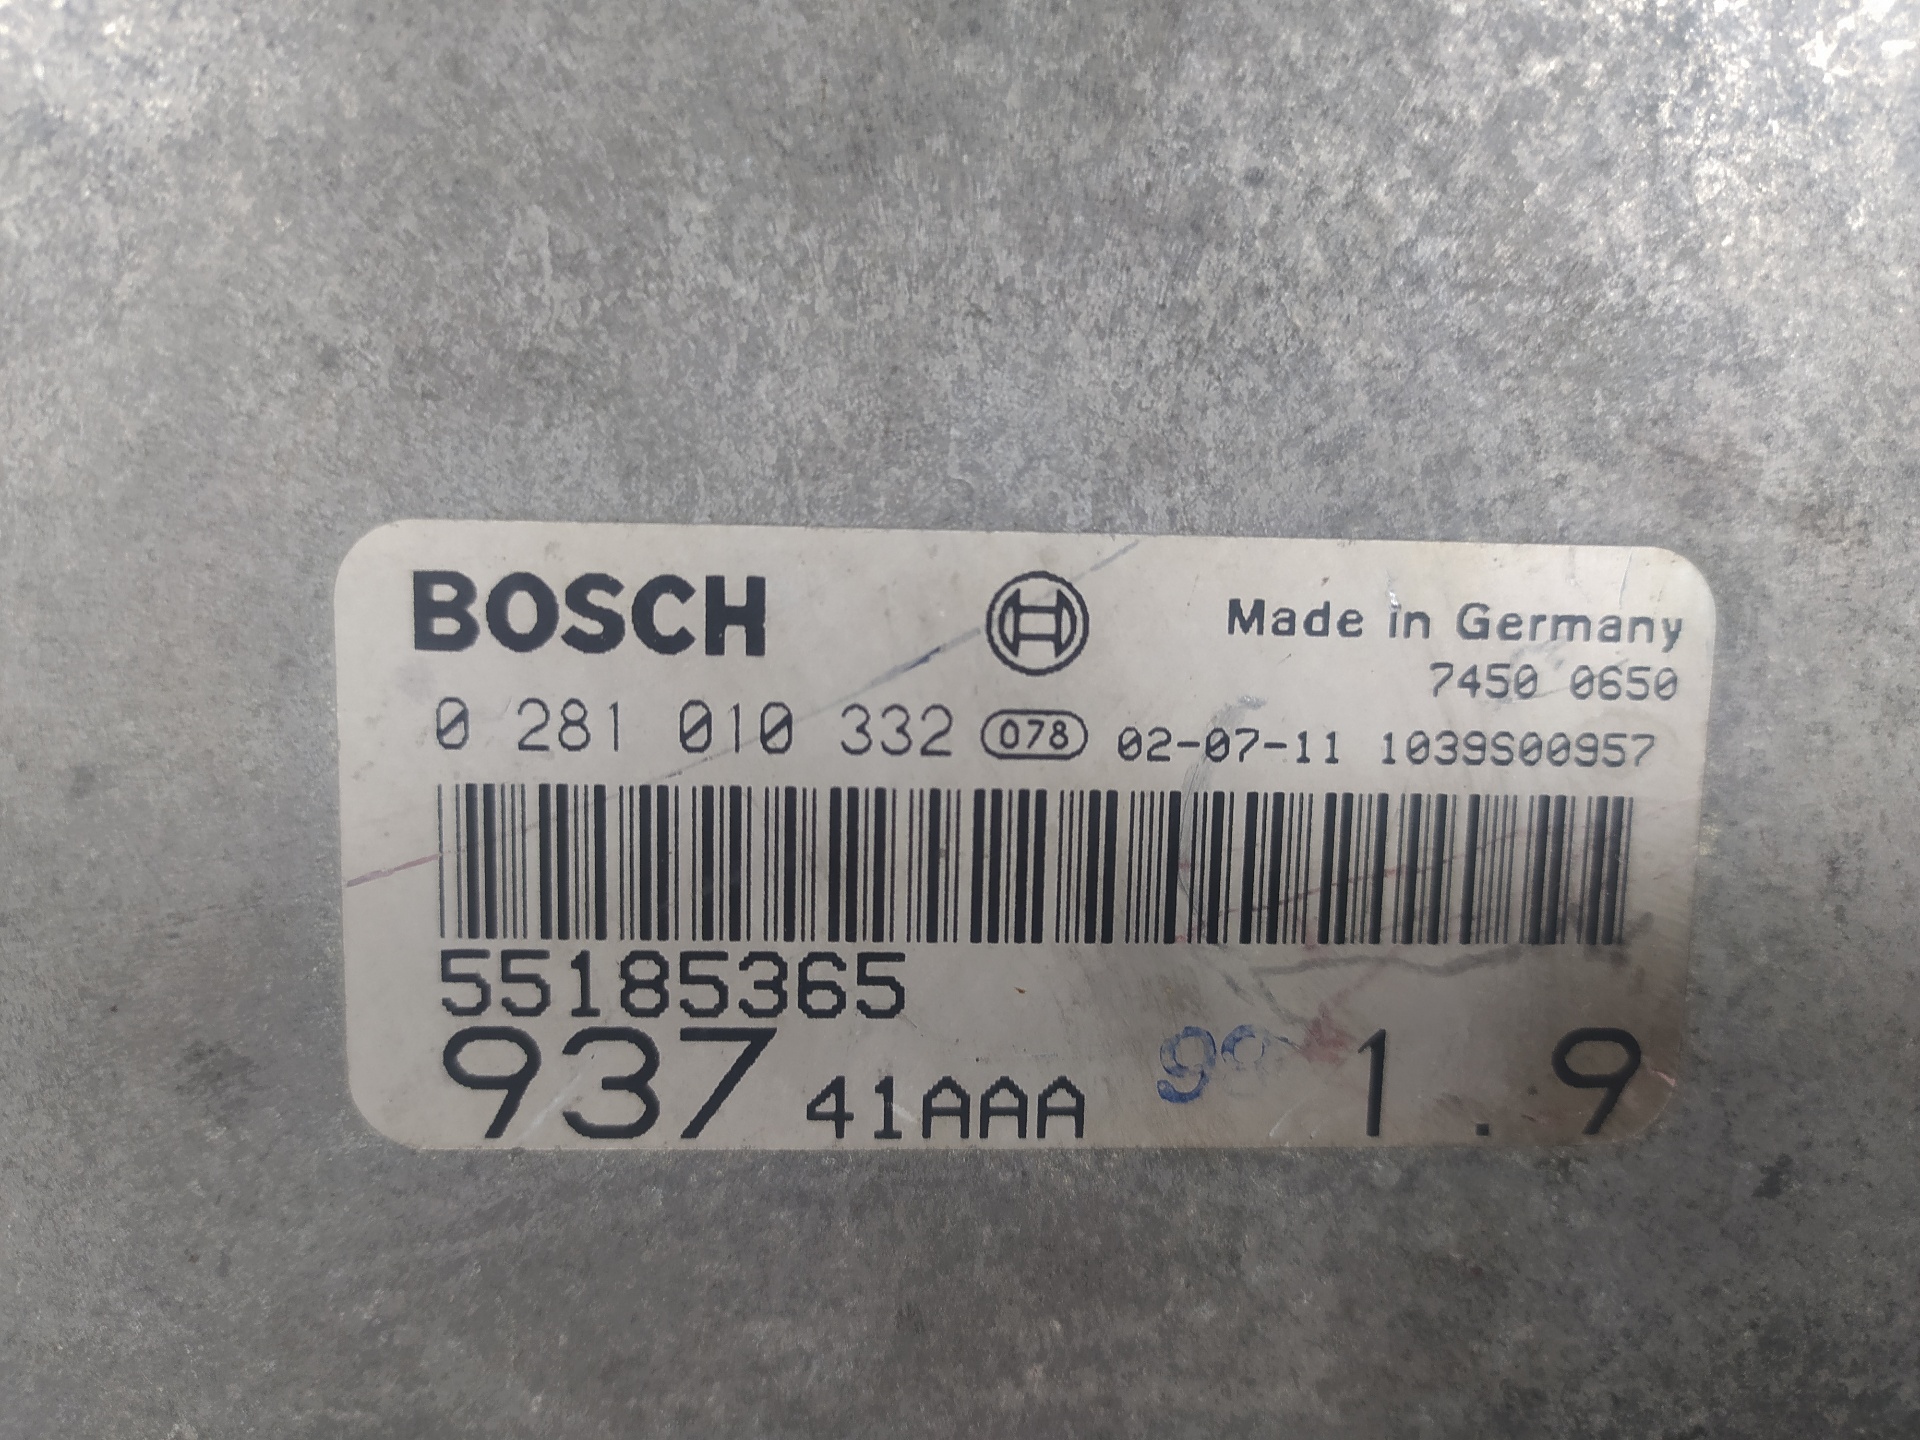 BOSCH
Made in Germany
7450 0650
0 281 010 332 078 02-07-11 1039S00957
55185365
937 41AAA 99 1.9